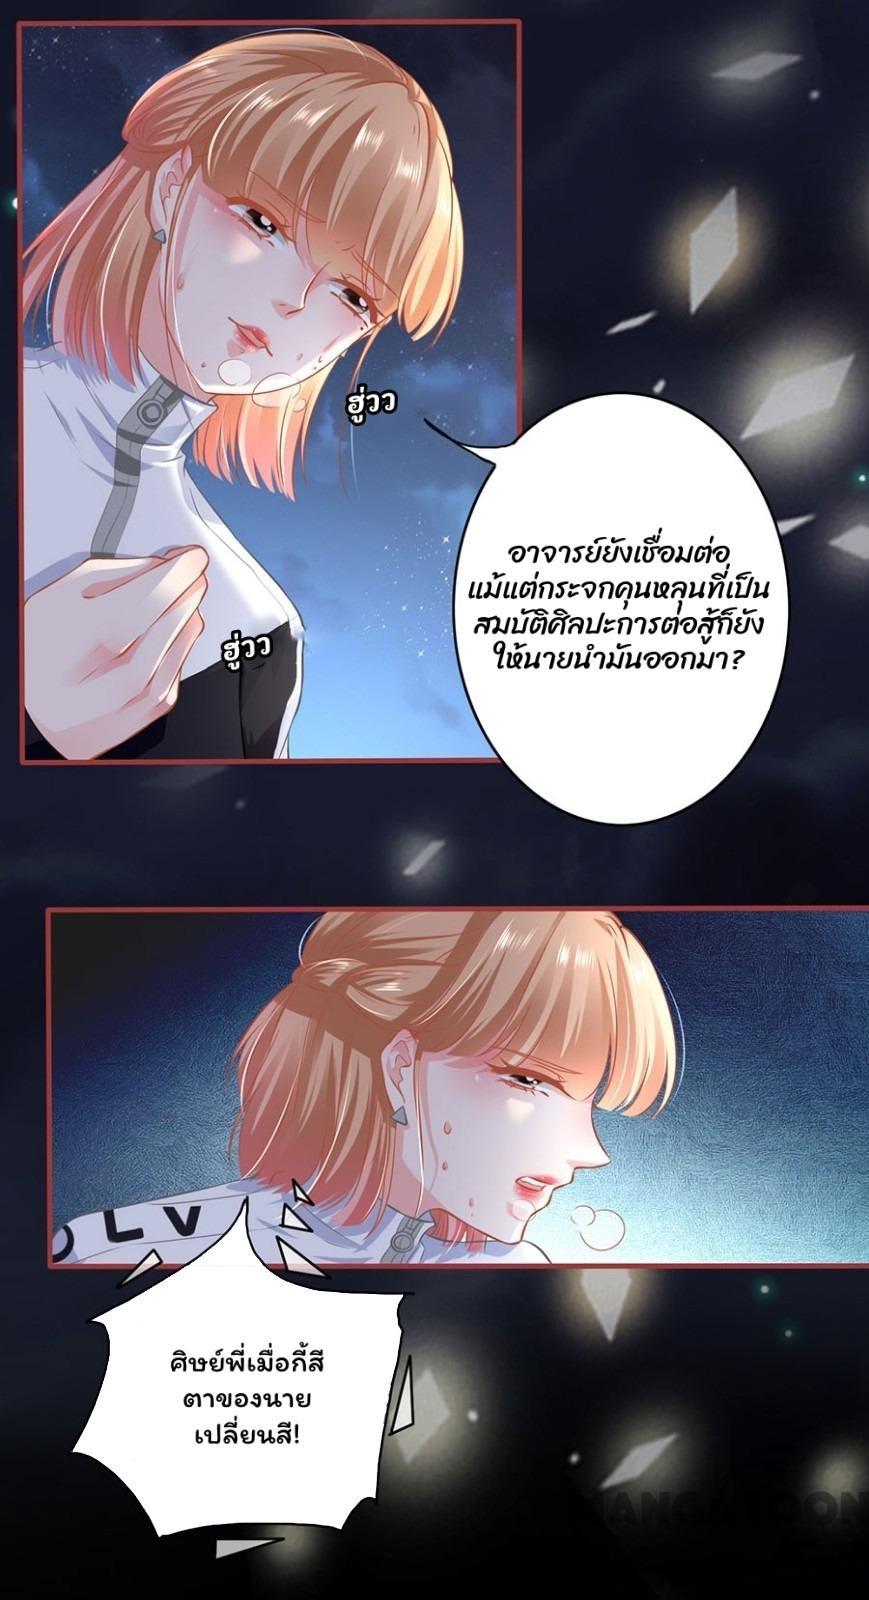 ฮู่วว
อาจารย์ยังเชื่อมต่อ
แม้แต่กระจกคุนหลุนที่เป็น
สมบัติศิลปะการต่อสู้ก็ยัง
ให้นายนำมันออกมา?
ฮู่วว
LV
ศิษย์พี่เมื่อกี้สี
ตาของนาย
เปลี่ยนสี!
MANGATOON